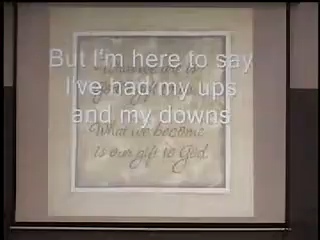 But I'm here to say
I've had my ups
and my downs
What we become
is our gift to God.